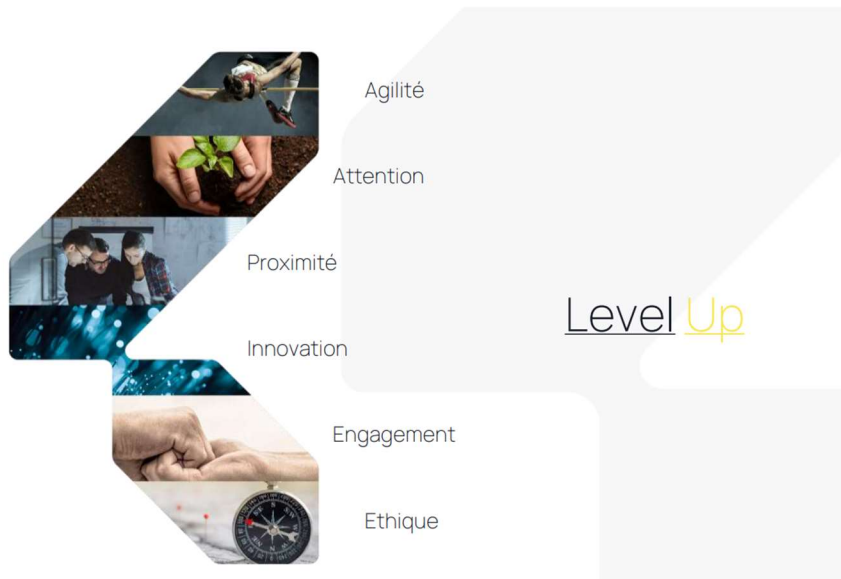 Agilité
Attention
Proximité
Level Up
Innovation
Engagement
Ethique